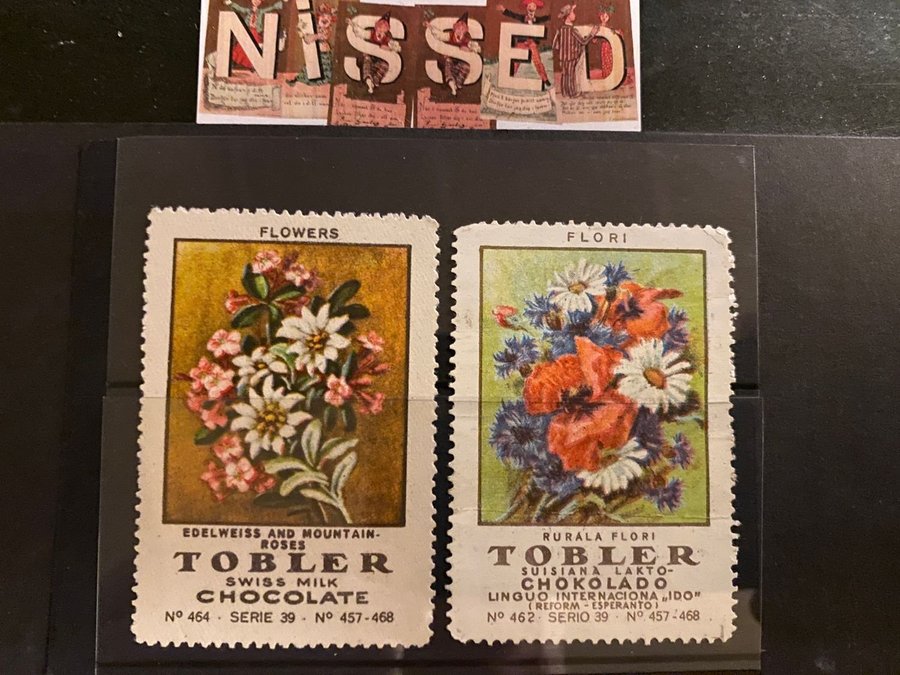 NiSSED
FLOWERS
EDELWEISS AND MOUNTAIN-
ROSES
TOBLER
SWISS MILK
CHOCOLATE
Nº 464 · SERIE 39 · Nº 457-468
FLORI
RURALA FLORI
TOBLER
SUISIANA LAKTO-
CHOKOLADO
LINGUO INTERNACIONA „IDO"
(REFORM - ESPERANTO)
Nº 462 · SERIO 39 · Nº 457-468